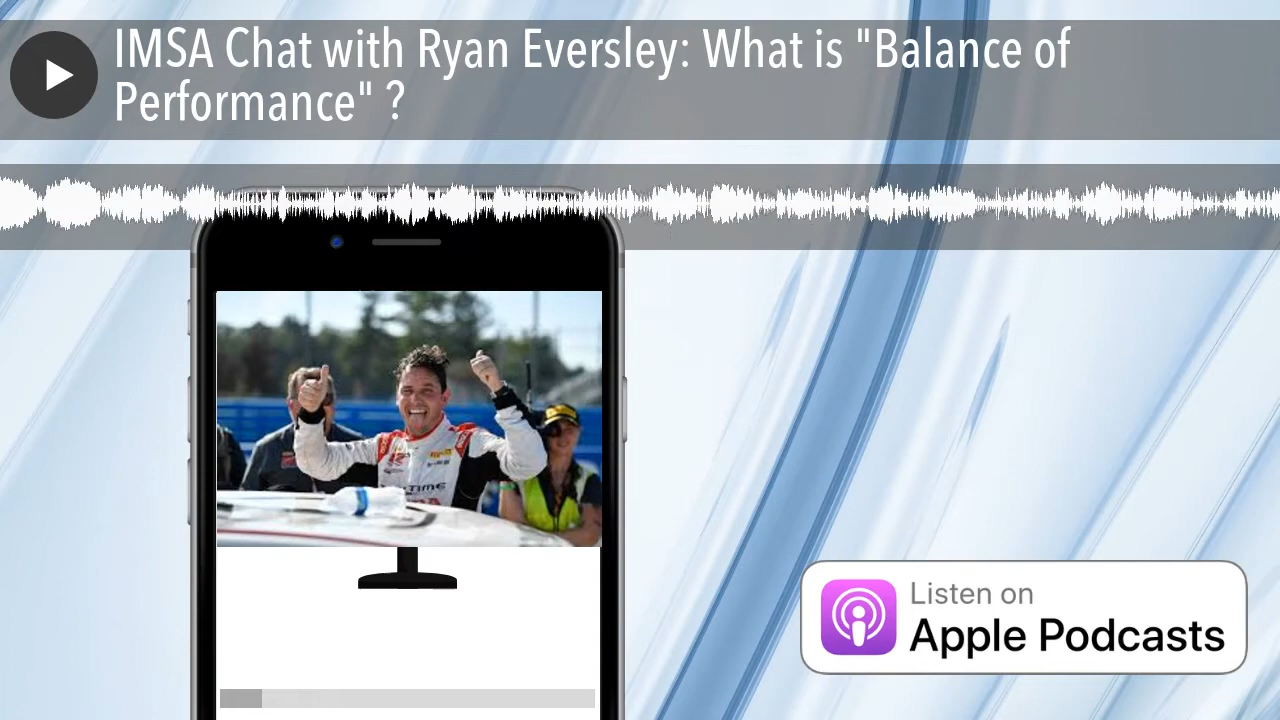 IMSA Chat with Ryan Eversley: What is "Balance of
Performance" ?
Listen on
Apple Podcasts